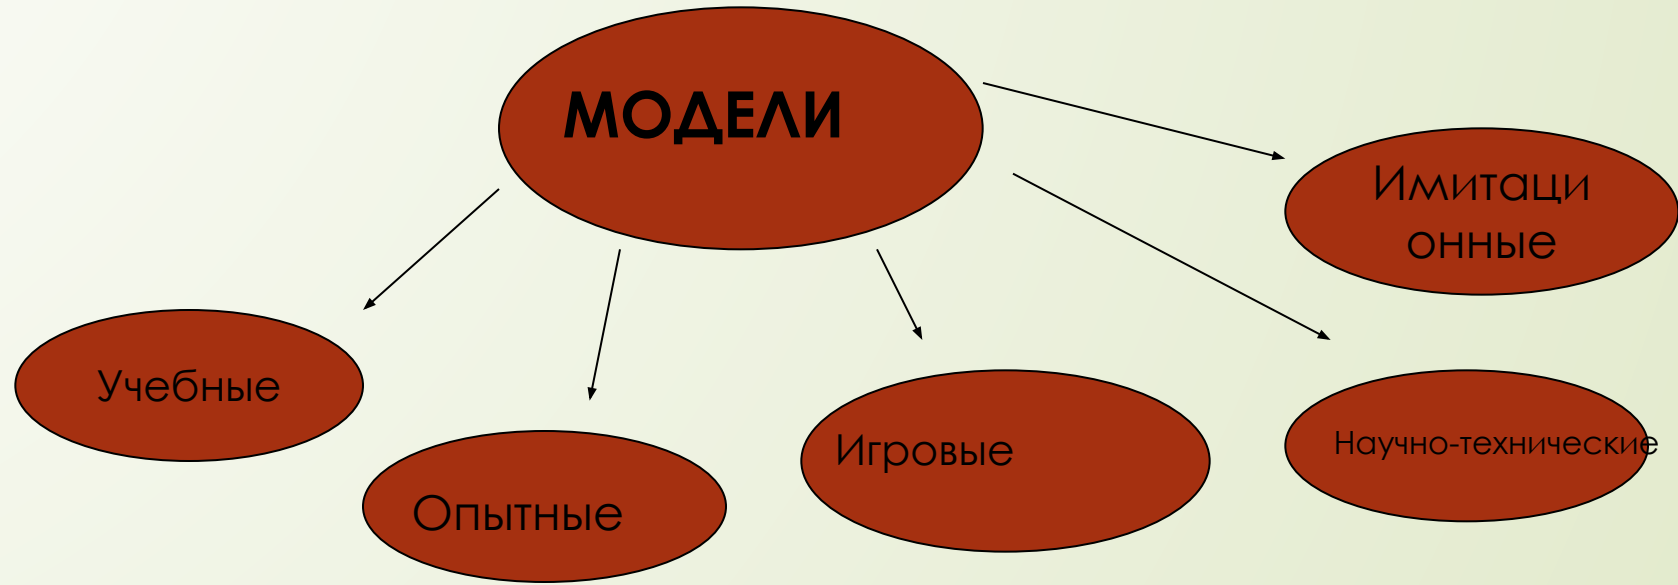 МОДЕЛИ
Имитаци
онные
Учебные
Опытные
Игровые
Научно-технические